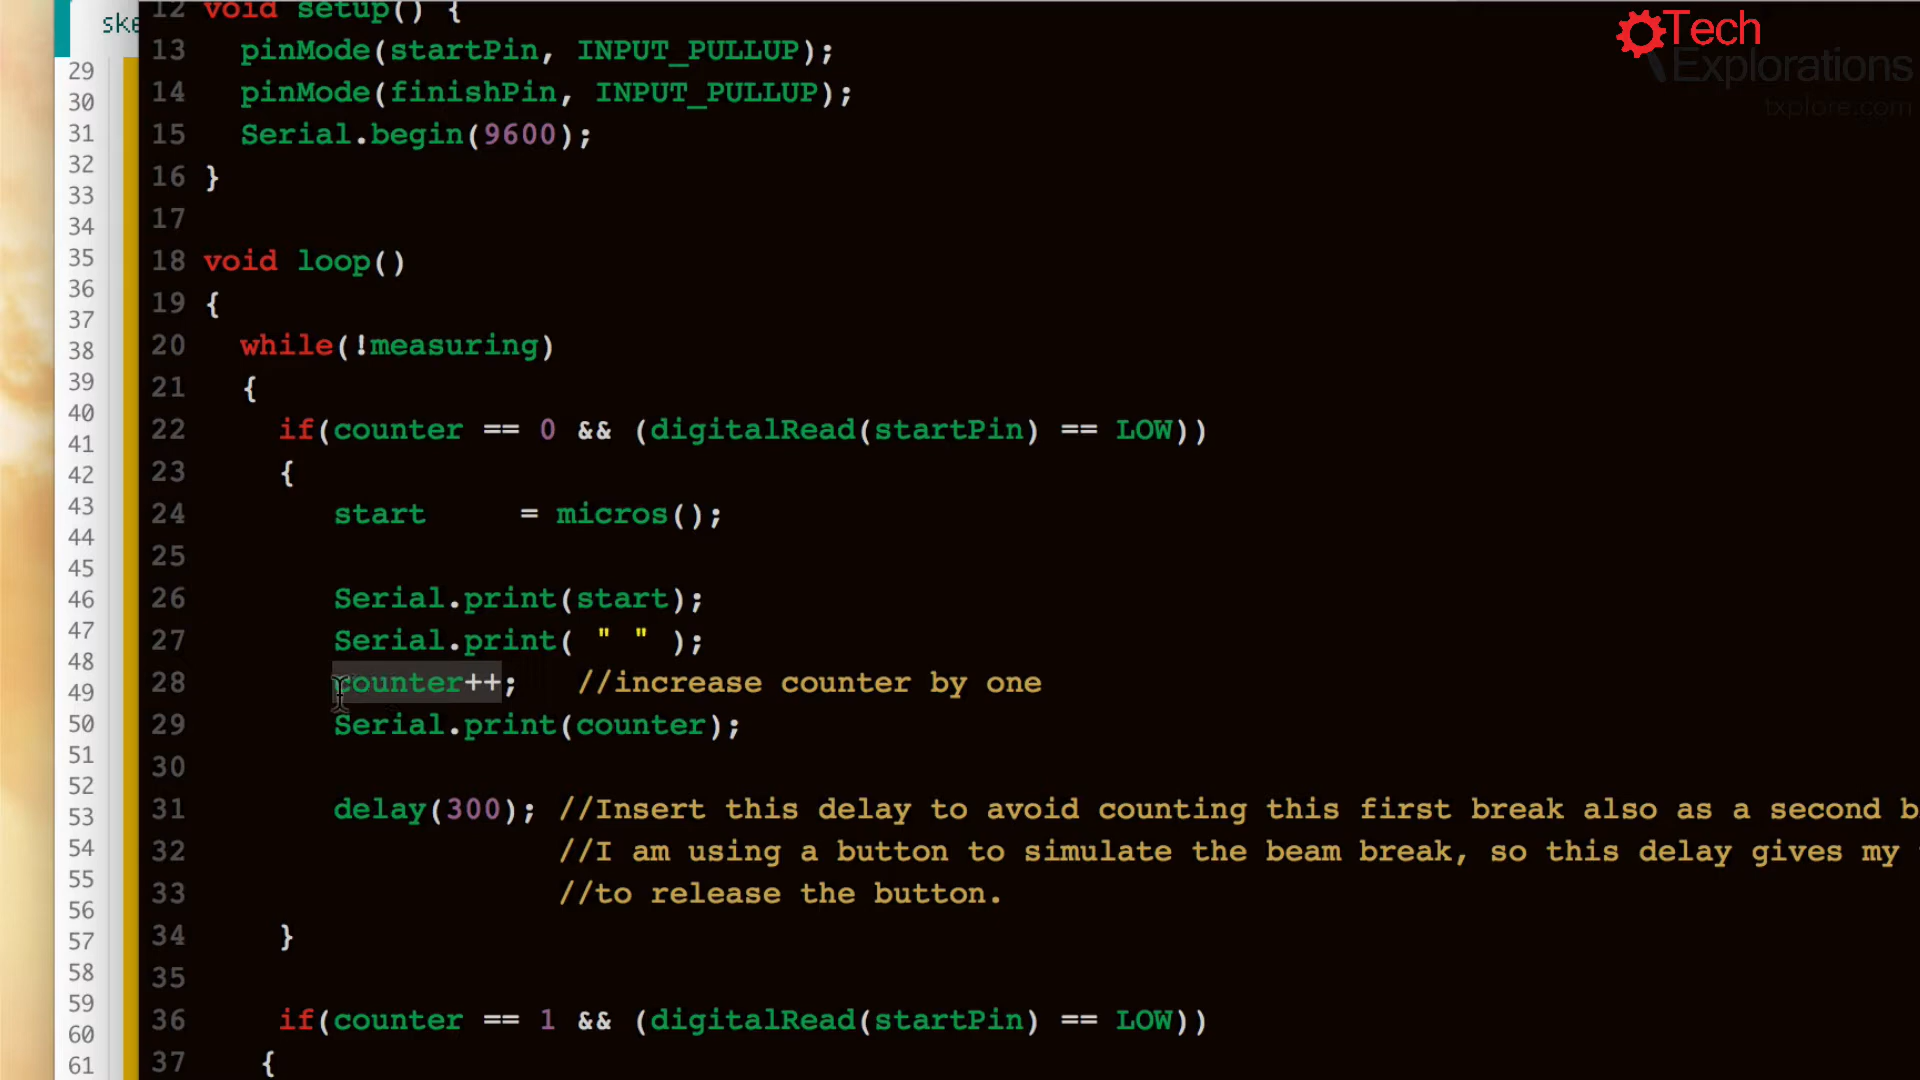 ske
Tech
Explorations
txplore.com
29
30
31
32
33
34
35
36
37
38
39
40
41
42
43
44
45
46
47
48
49
50
51
52
53
54
55
56
57
58
59
60
61
12 void setup() {
13 pinMode(startPin, INPUT_PULLUP);
14 pinMode(finishPin, INPUT_PULLUP);
15 Serial.begin(9600);
16 }
17
18 void loop()
19 {
20 while(!measuring)
21 {
22 if(counter == 0 && (digitalRead(startPin) == LOW))
23 {
24 start = micros();
25
26 Serial.print(start);
27 Serial.print( " " );
28 counter++; //increase counter by one
29 Serial.print(counter);
30
31 delay(300); //Insert this delay to avoid counting this first break also as a second
32 //I am using a button to simulate the beam break, so this delay gives my
33 //to release the button.
34 }
35
36 if(counter == 1 && (digitalRead(startPin) == LOW))
37 {